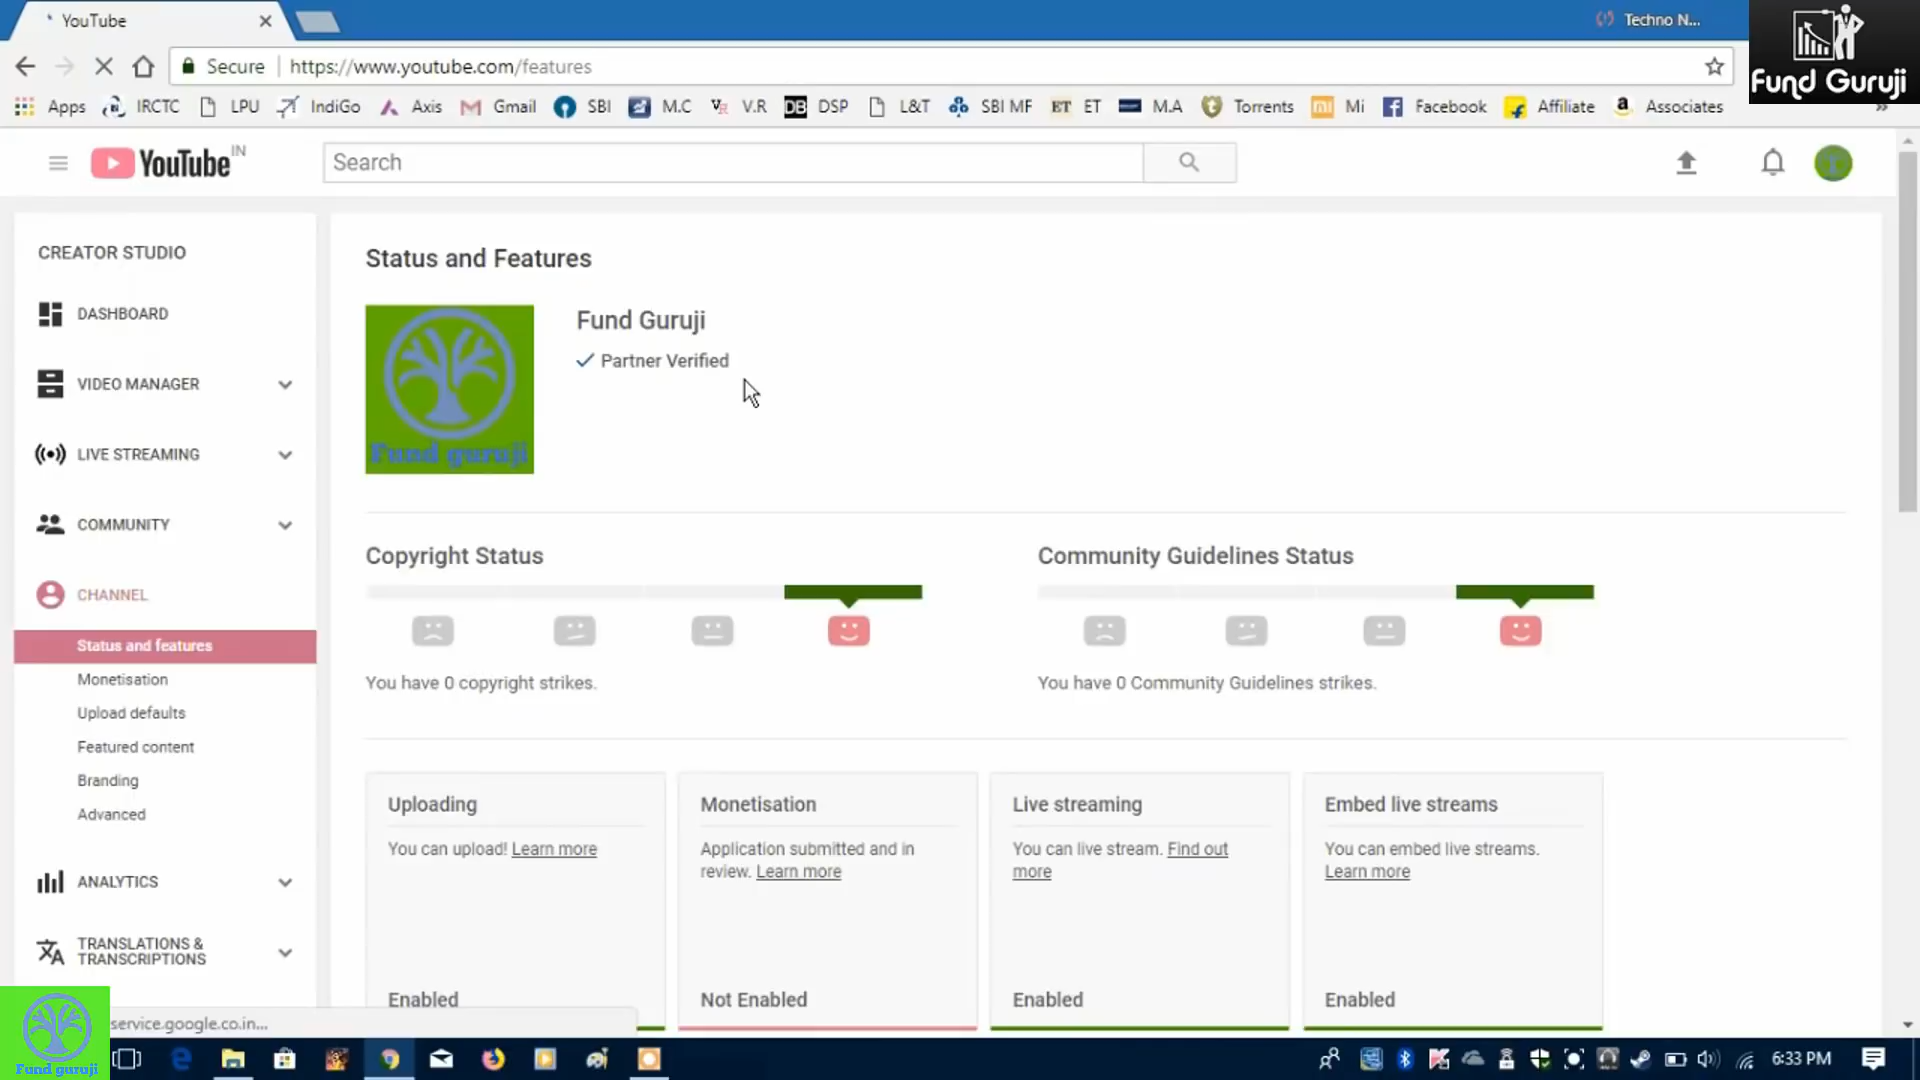 YouTube
Techno N...
Secure
https://www.youtube.com/features
Fund Guruji
Apps
IRCTC
LPU
IndiGo
Axis
Gmail
SBI
M.C
V.R
DB DSP
L&T
SBI MF
ET ET
M.A
Torrents
mi Mi
Facebook
Affiliate
Associates
YouTube IN
Search
CREATOR STUDIO
DASHBOARD
VIDEO MANAGER
LIVE STREAMING
COMMUNITY
CHANNEL
Status and features
Monetisation
Upload defaults
Featured content
Branding
Advanced
ANALYTICS
TRANSLATIONS &
TRANSCRIPTIONS
Status and Features
Fund guruji
Fund Guruji
Partner Verified
Copyright Status
You have 0 copyright strikes.
Community Guidelines Status
You have 0 Community Guidelines strikes.
Uploading
You can upload! Learn more
Enabled
Monetisation
Application submitted and in
review. Learn more
Not Enabled
Live streaming
You can live stream. Find out
more
Enabled
Embed live streams
You can embed live streams.
Learn more
Enabled
service.google.co.in...
Fund guruji
6:33 PM